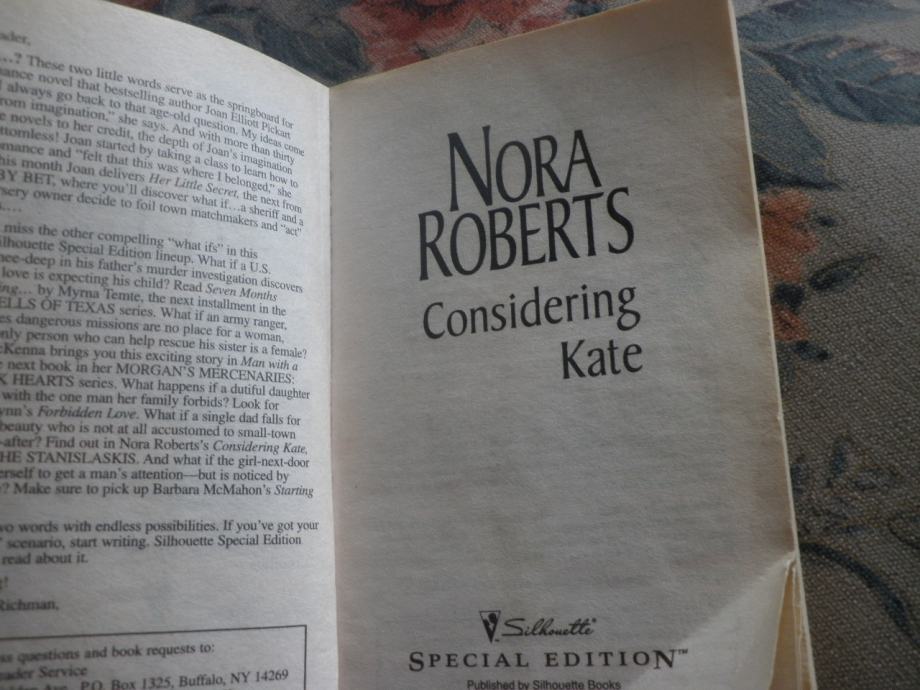 ader,
...? These two little words serve as the springboard for
ance novel that bestselling author Joan Elliott Pickart
I always go back to that age-old question. My ideas come
rom imagination," she says. And with more than thirty
e novels to her credit, the depth of Joan's imagination
ttomless! Joan started by taking a class to learn how to
omance and "felt that this was where I belonged," she
his month Joan delivers Her Little Secret, the next from
BY BET, where you'll discover what if...a sheriff and a
rsery owner decide to foil town matchmakers and "act"
....
miss the other compelling "what ifs" in this
ilhouette Special Edition lineup. What if a U.S.
nee-deep in his father's murder investigation discovers
love is expecting his child? Read Seven Months
ing... by Myrna Temte, the next installment in the
ELLS OF TEXAS series. What if an army ranger,
es dangerous missions are no place for a woman,
only person who can help rescue his sister is a female?
cKenna brings you this exciting story in Man with a
e next book in her MORGAN'S MERCENARIES:
K HEARTS series. What happens if a dutiful daughter
with the one man her family forbids? Look for
ynn's Forbidden Love. What if a single dad falls for
beauty who is not at all accustomed to small-town
-after? Find out in Nora Roberts's Considering Kate,
HE STANISLASKIS. And what if the girl-next-door
erself to get a man's attention—but is noticed by
? Make sure to pick up Barbara McMahon's Starting
wo words with endless possibilities. If you've got your
" scenario, start writing. Silhouette Special Edition
read about it.
g!
Richman,
ss questions and book requests to:
eader Service
P.O. Box 1325, Buffalo, NY 14269
NORA
ROBERTS
Considering
Kate
Silhouette®
SPECIAL EDITION™
Published by Silhouette Books